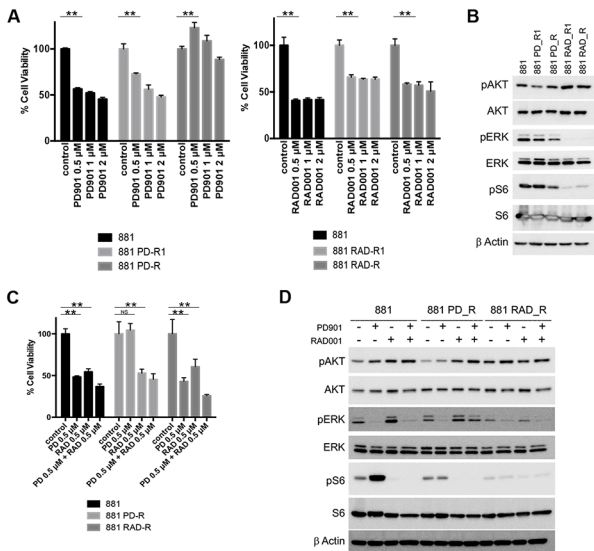 A
** ** **
% Cell Viability
100
50
0
control
PD901 0.5 µM
PD901 1 µM
PD901 2 µM
control
PD901 0.5 µM
PD901 1 µM
PD901 2 µM
control
PD901 0.5 µM
PD901 1 µM
PD901 2 µM
881
881 PD-R1
881 PD-R
** ** **
% Cell Viability
100
50
0
control
RAD001 0.5 µM
RAD001 1 µM
RAD001 2 µM
control
RAD001 0.5 µM
RAD001 1 µM
RAD001 2 µM
control
RAD001 0.5 µM
RAD001 1 µM
RAD001 2 µM
881
881 RAD-R1
881 RAD-R
B
881
881 PD_R1
881 PD_R
881 RAD_R1
881 RAD_R
pAKT
AKT
pERK
ERK
pS6
S6
β Actin
C
** ** **
** NS **
% Cell Viability
100
50
0
control
PD 0.5 µM
RAD 0.5 µM
PD 0.5 µM + RAD 0.5 µM
control
PD 0.5 µM
RAD 0.5 µM
PD 0.5 µM + RAD 0.5 µM
control
PD 0.5 µM
RAD 0.5 µM
PD 0.5 µM + RAD 0.5 µM
881
881 PD-R
881 RAD-R
D
881 881 PD_R 881 RAD_R
PD901 - + - + - + - + - + - +
RAD001 - - + + - - + + - - + +
pAKT
AKT
pERK
ERK
pS6
S6
β Actin